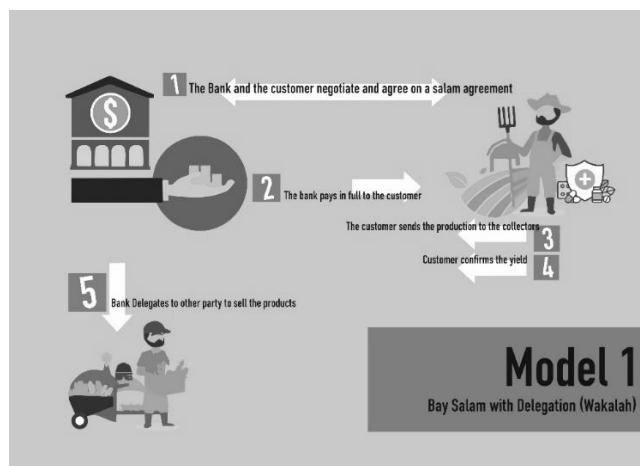 1 The Bank and the customer negotiate and agree on a salam agreement
$
2 The bank pays in full to the customer
The customer sends the production to the collectors 3
Customer confirms the yield 4
5 Bank Delegates to other party to sell the products
Model 1
Bay Salam with Delegation (Wakalah)